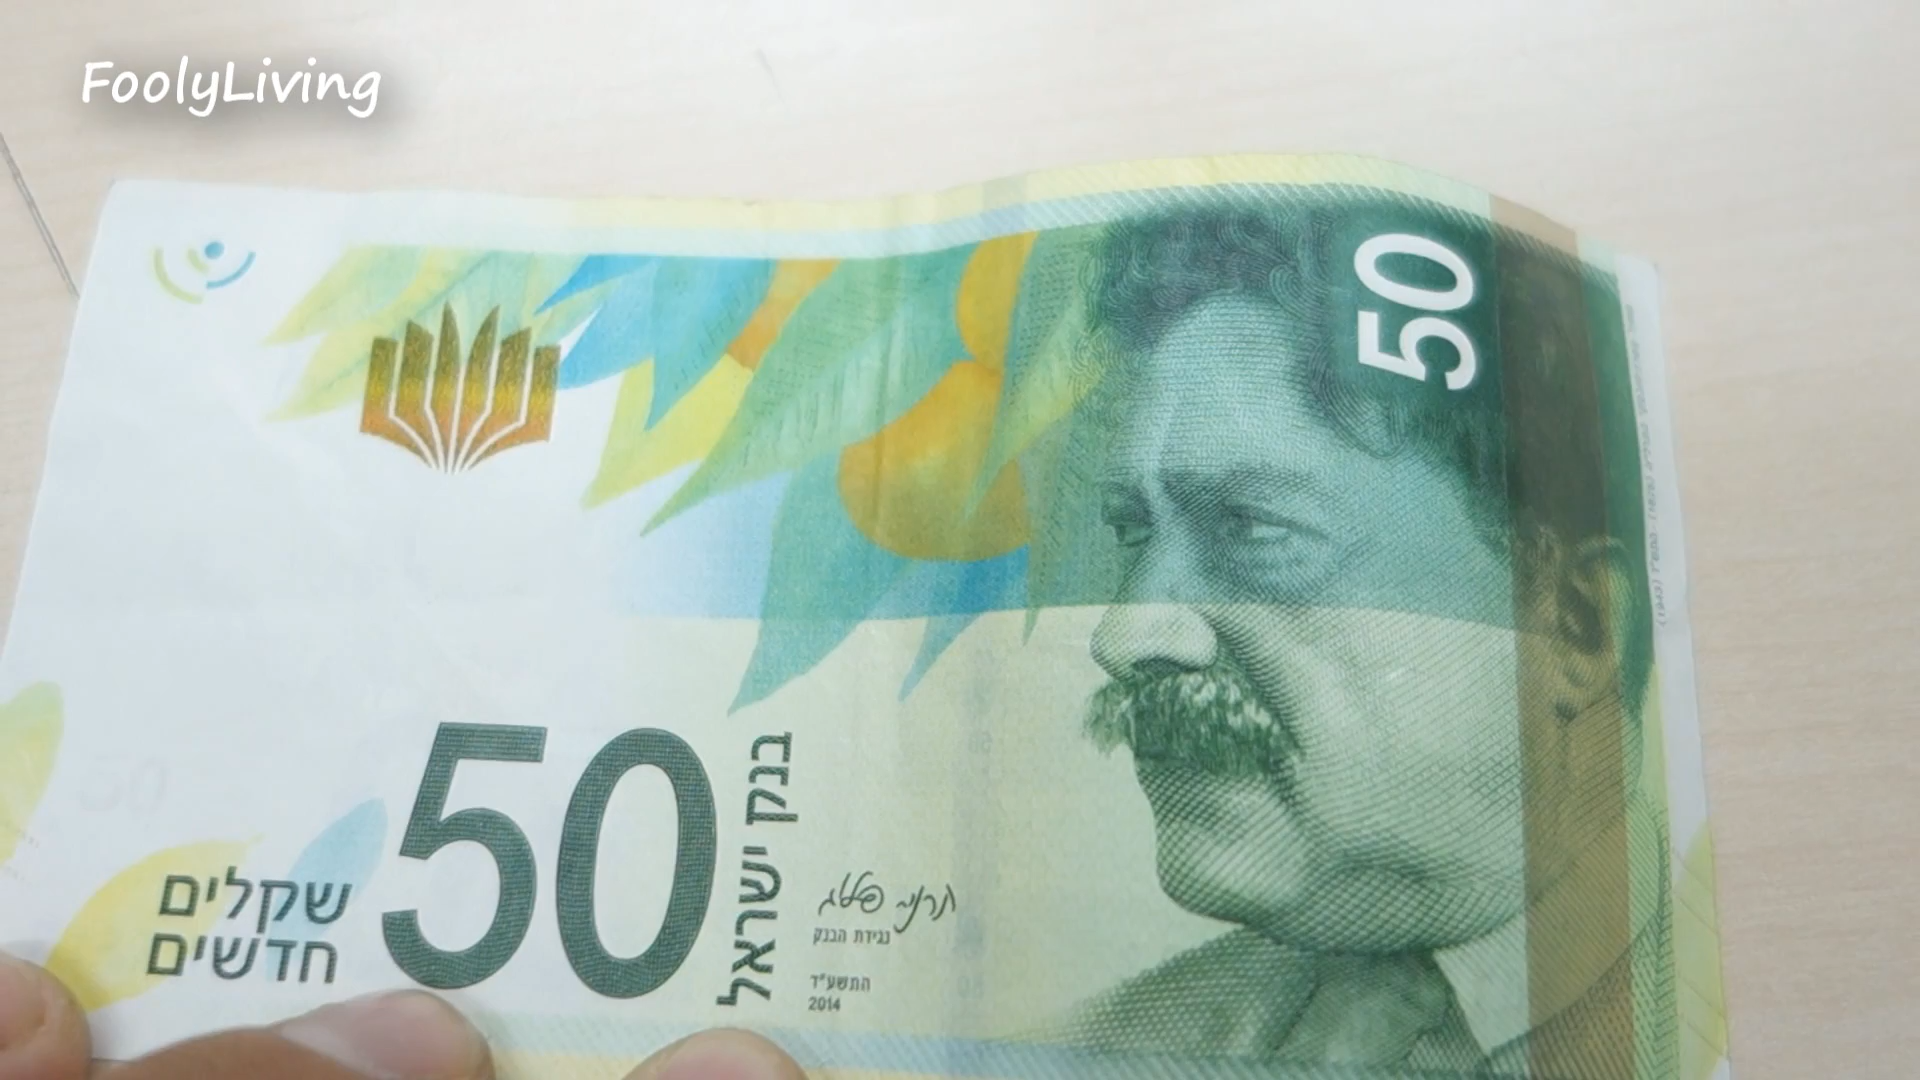 FoolyLiving
50
50
בנק ישראל
שקלים
חדשים
נגידת הבנק
התשע"ד
2014